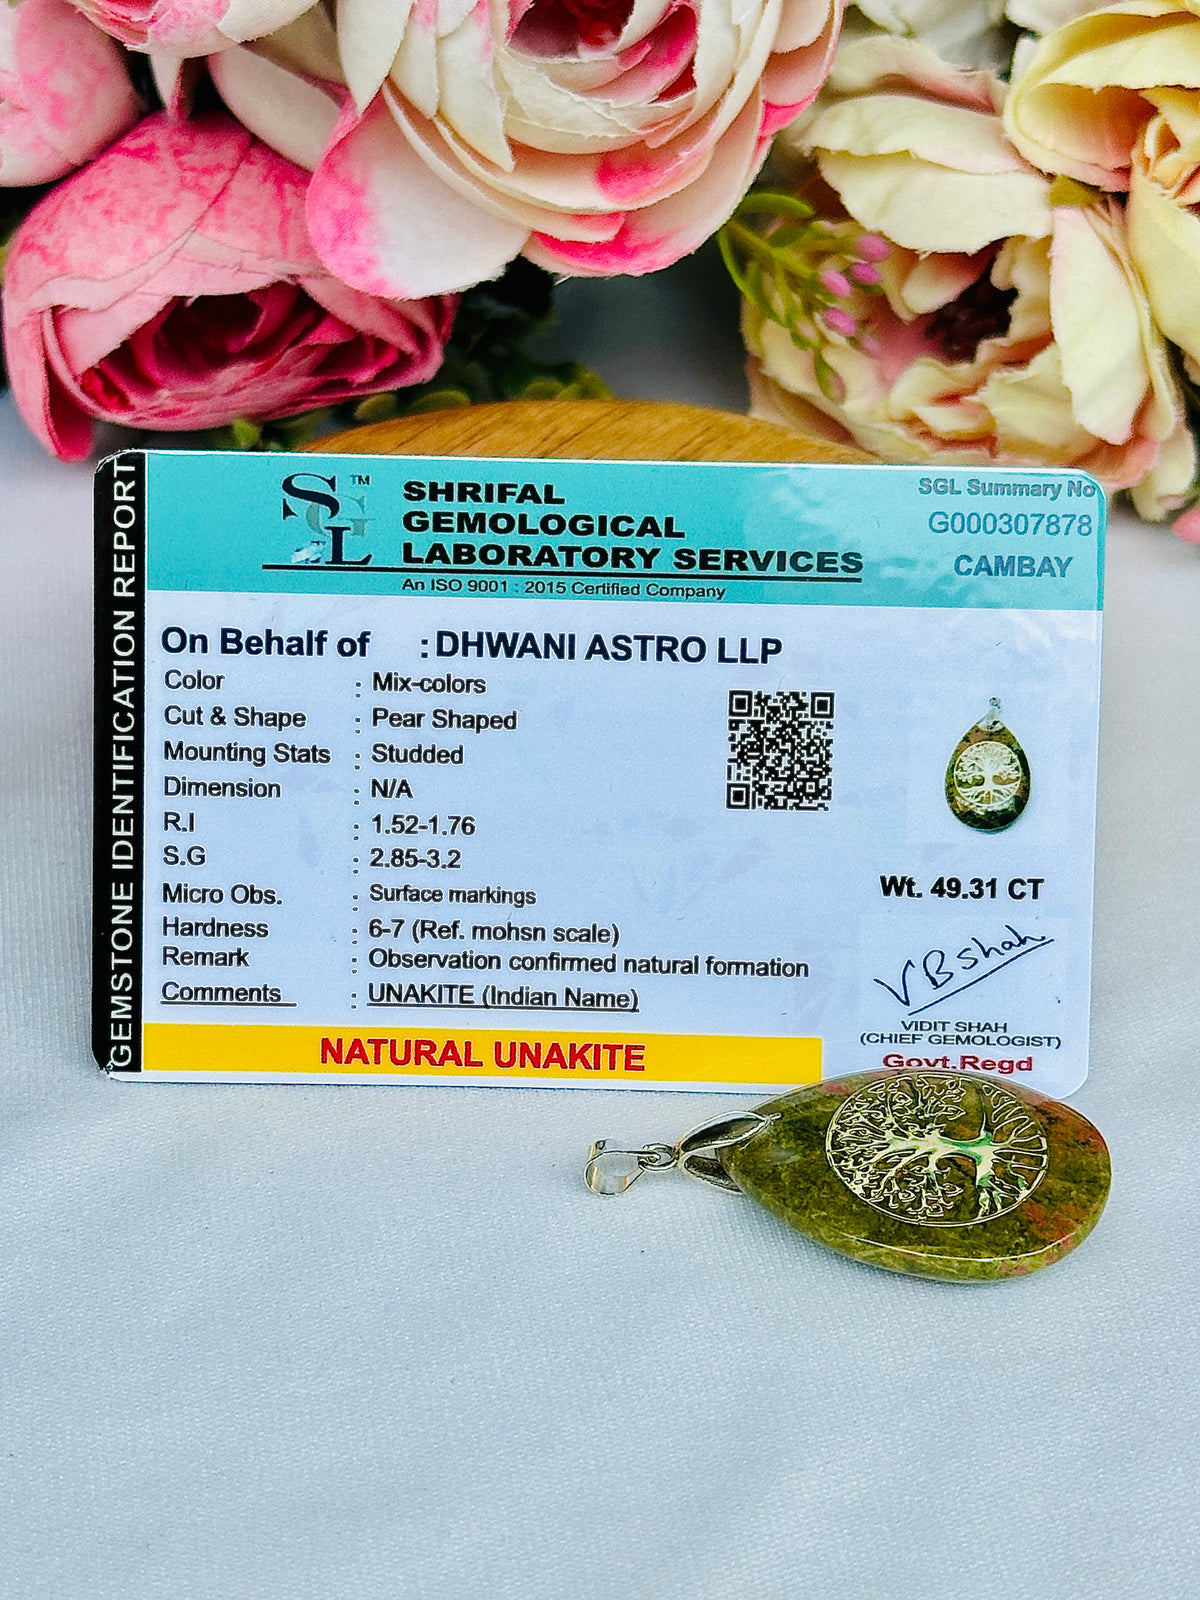 GEMSTONE IDENTIFICATION REPORT
SGL TM
SHRIFAL
GEMOLOGICAL
LABORATORY SERVICES
An ISO 9001 : 2015 Certified Company
SGL Summary No
G000307878
CAMBAY
On Behalf of : DHWANI ASTRO LLP
Color : Mix-colors
Cut & Shape : Pear Shaped
Mounting Stats : Studded
Dimension : N/A
R.I : 1.52-1.76
S.G : 2.85-3.2
Micro Obs. : Surface markings
Hardness : 6-7 (Ref. mohsn scale)
Remark : Observation confirmed natural formation
Comments : UNAKITE (Indian Name)
NATURAL UNAKITE
Wt. 49.31 CT
VBshah
VIDIT SHAH
(CHIEF GEMOLOGIST)
Govt.Regd